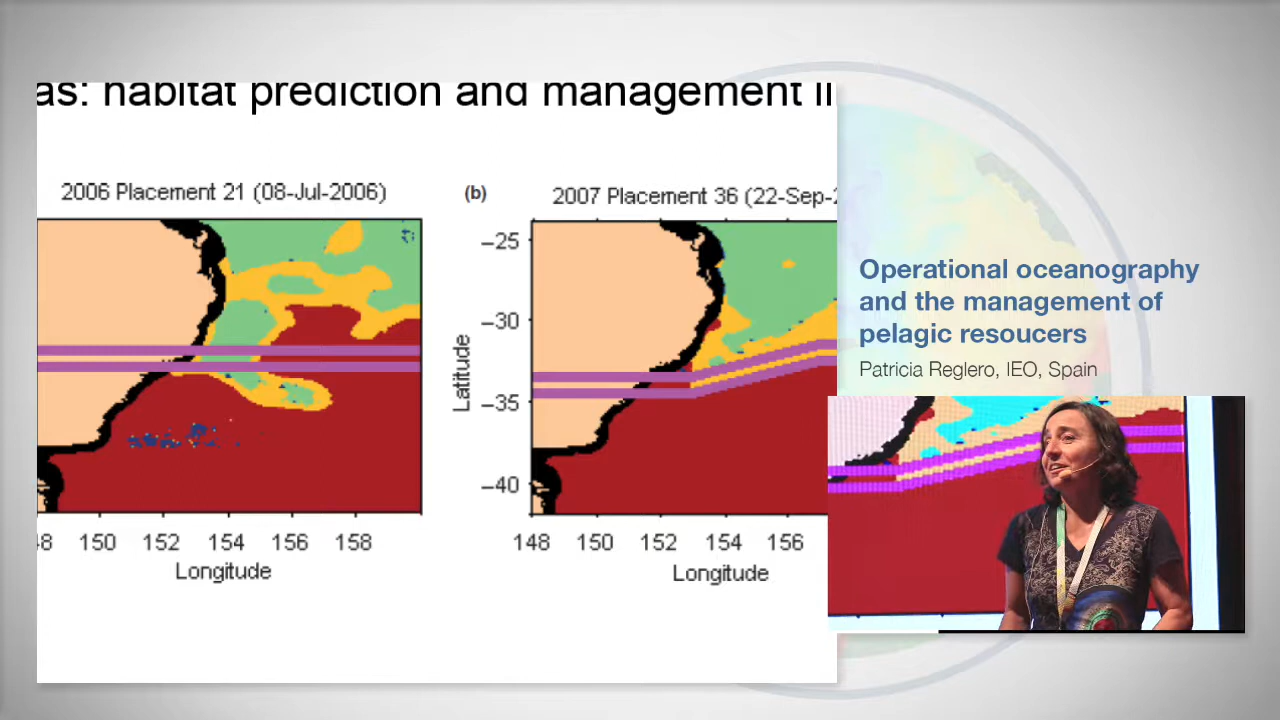 as: habitat prediction and management li
2006 Placement 21 (08-Jul-2006)
48 150 152 154 156 158
Longitude
(b)
2007 Placement 36 (22-Sep-2
−25
−30
−35
−40
Latitude
148 150 152 154 156
Longitude
Operational oceanography
and the management of
pelagic resoucers
Patricia Reglero, IEO, Spain